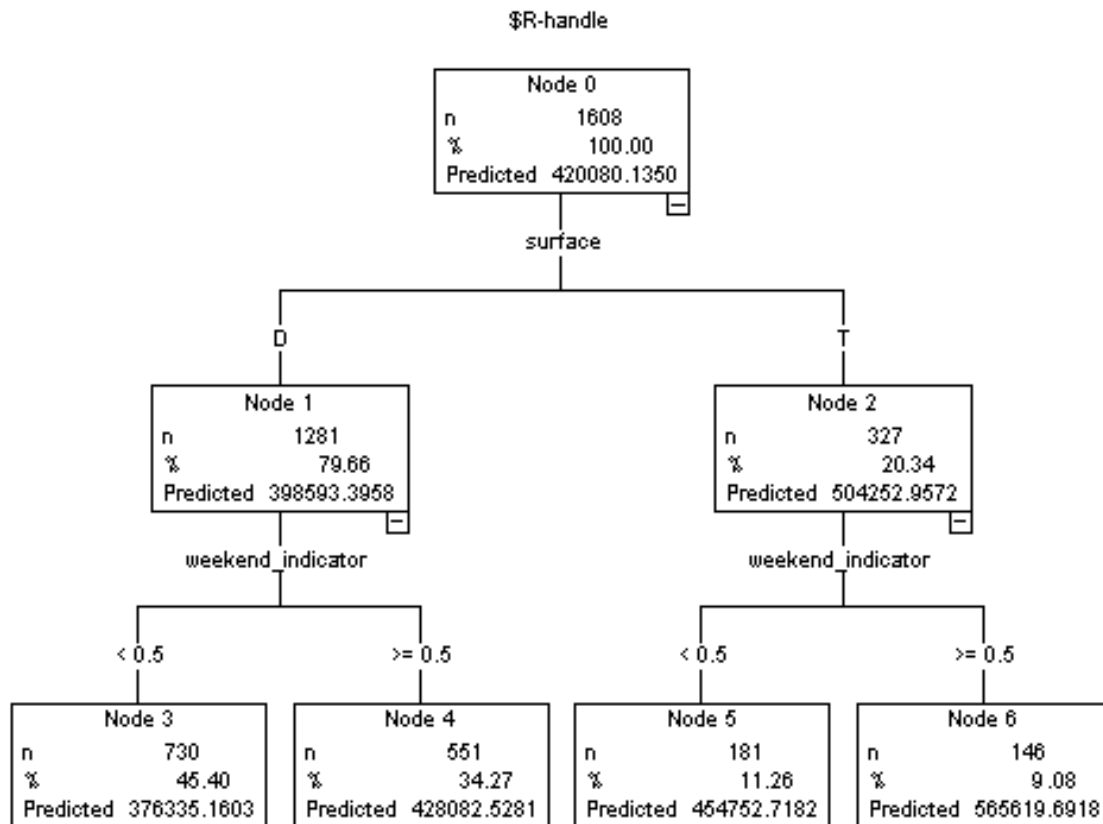 $R-handle
Node 0
n 1608
% 100.00
Predicted 420080.1350
surface
D T
Node 1 Node 2
n 1281 n 327
% 79.66 % 20.34
Predicted 398593.3958 Predicted 504252.9572
weekend_indicator weekend_indicator
< 0.5 >= 0.5 < 0.5 >= 0.5
Node 3 Node 4 Node 5 Node 6
n 730 n 551 n 181 n 146
% 45.40 % 34.27 % 11.26 % 9.08
Predicted 376335.1603 Predicted 428082.5281 Predicted 454752.7182 Predicted 565619.6918